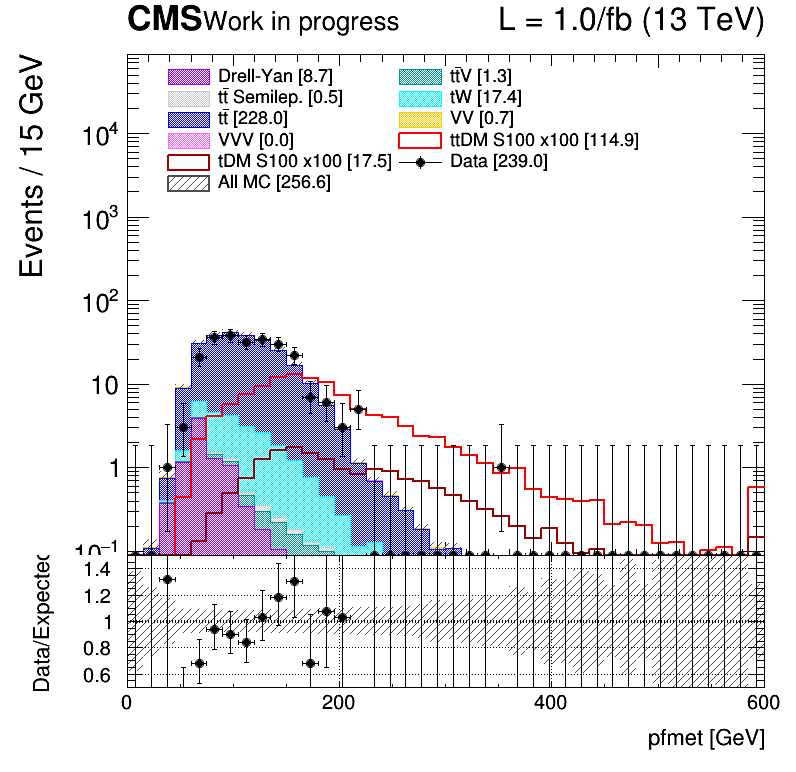 CMS Work in progress L = 1.0/fb (13 TeV)
Drell-Yan [8.7] tt̄V [1.3]
tt̄ Semilep. [0.5] tW [17.4]
tt̄ [228.0] VV [0.7]
VVV [0.0] ttDM S100 x100 [114.9]
tDM S100 x100 [17.5] Data [239.0]
All MC [256.6]
Events / 15 GeV
10⁴
10³
10²
10
1
10⁻¹
Data/Expected
1.4
1.2
1
0.8
0.6
0 200 400 600
pfmet [GeV]